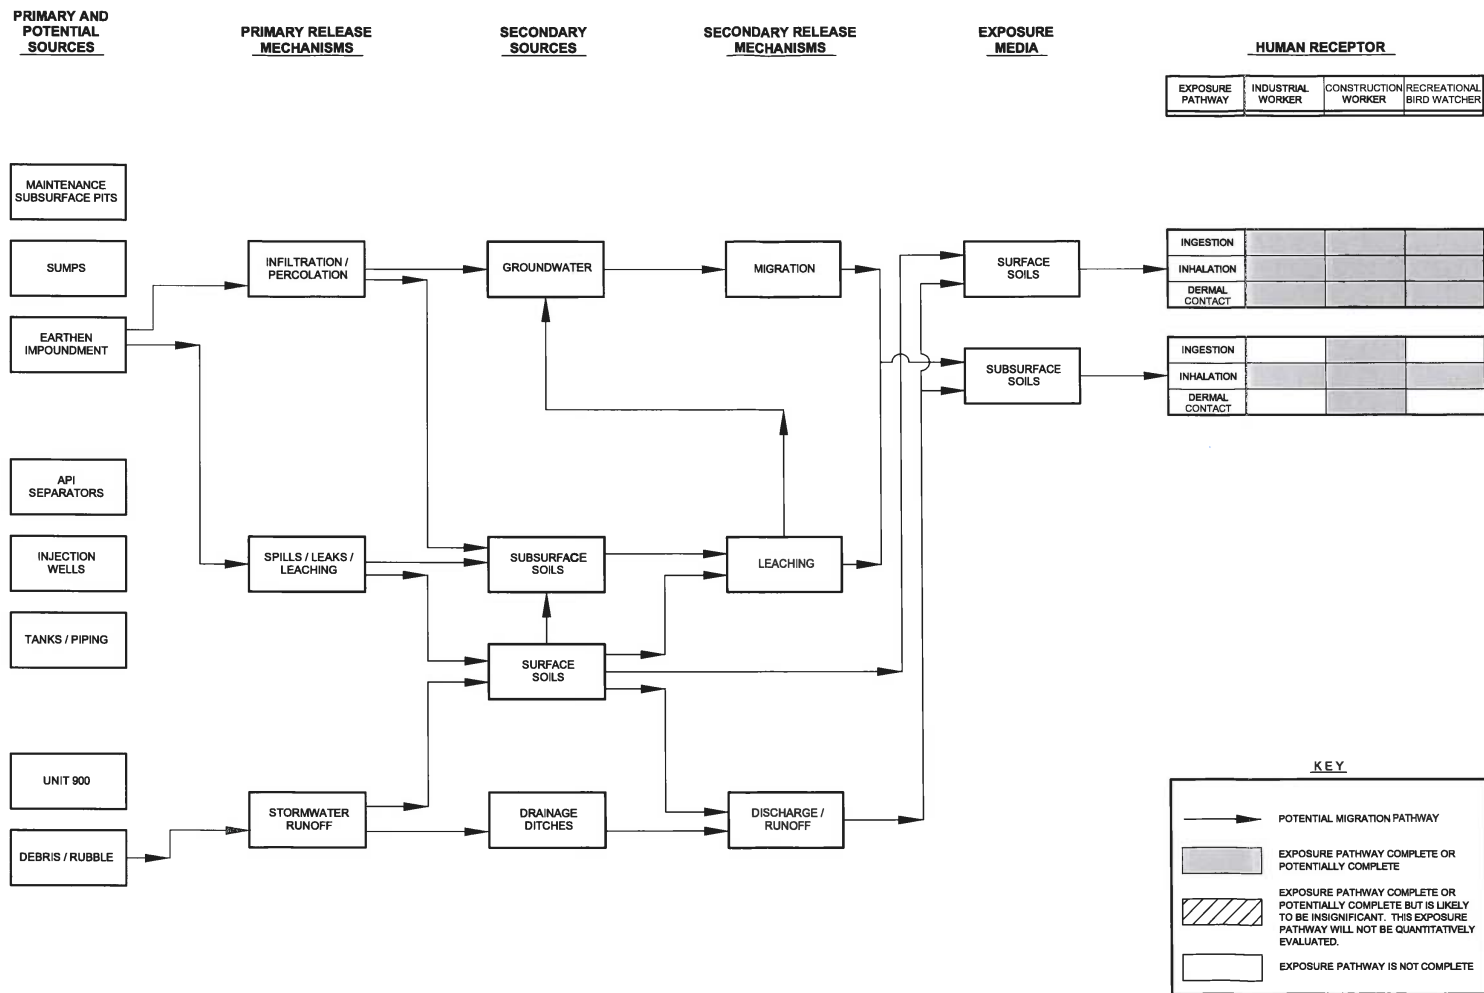 PRIMARY AND
POTENTIAL
SOURCES
PRIMARY RELEASE
MECHANISMS
SECONDARY
SOURCES
SECONDARY RELEASE
MECHANISMS
EXPOSURE
MEDIA
HUMAN RECEPTOR
EXPOSURE
PATHWAY
INDUSTRIAL
WORKER
CONSTRUCTION
WORKER
RECREATIONAL
BIRD WATCHER
MAINTENANCE
SUBSURFACE PITS
SUMPS
EARTHEN
IMPOUNDMENT
API
SEPARATORS
INJECTION
WELLS
TANKS / PIPING
UNIT 900
DEBRIS / RUBBLE
INFILTRATION /
PERCOLATION
SPILLS / LEAKS /
LEACHING
STORMWATER
RUNOFF
GROUNDWATER
SUBSURFACE
SOILS
SURFACE
SOILS
DRAINAGE
DITCHES
MIGRATION
LEACHING
DISCHARGE /
RUNOFF
SURFACE
SOILS
SUBSURFACE
SOILS
INGESTION
INHALATION
DERMAL
CONTACT
INGESTION
INHALATION
DERMAL
CONTACT
KEY
POTENTIAL MIGRATION PATHWAY
EXPOSURE PATHWAY COMPLETE OR
POTENTIALLY COMPLETE
EXPOSURE PATHWAY COMPLETE OR
POTENTIALLY COMPLETE BUT IS LIKELY
TO BE INSIGNIFICANT. THIS EXPOSURE
PATHWAY WILL NOT BE QUANTITATIVELY
EVALUATED.
EXPOSURE PATHWAY IS NOT COMPLETE